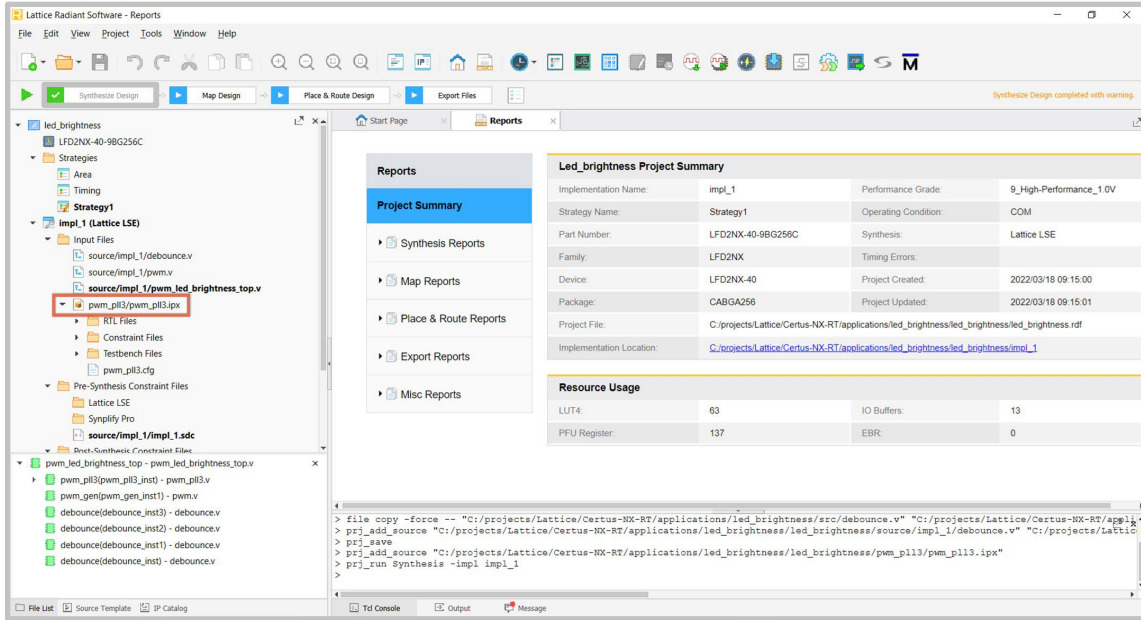 Lattice Radiant Software - Reports
File Edit View Project Tools Window Help
Synthesize Design
Map Design
Place & Route Design
Export Files
Synthesize Design completed with warning.
led_brightness
LFD2NX-40-9BG256C
Strategies
Area
Timing
Strategy1
impl_1 (Lattice LSE)
Input Files
source/impl_1/debounce.v
source/impl_1/pwm.v
source/impl_1/pwm_led_brightness_top.v
pwm_pll3/pwm_pll3.ipx
RTL Files
Constraint Files
Testbench Files
pwm_pll3.cfg
Pre-Synthesis Constraint Files
Lattice LSE
Synplify Pro
source/impl_1/impl_1.sdc
Post-Synthesis Constraint Files
pwm_led_brightness_top - pwm_led_brightness_top.v
pwm_pll3(pwm_pll3_inst) - pwm_pll3.v
pwm_gen(pwm_gen_inst1) - pwm.v
debounce(debounce_inst3) - debounce.v
debounce(debounce_inst2) - debounce.v
debounce(debounce_inst1) - debounce.v
debounce(debounce_inst) - debounce.v
File List Source Template IP Catalog
Start Page Reports
Reports
Project Summary
Synthesis Reports
Map Reports
Place & Route Reports
Export Reports
Misc Reports
Led_brightness Project Summary
Implementation Name: impl_1 Performance Grade: 9_High-Performance_1.0V
Strategy Name: Strategy1 Operating Condition: COM
Part Number: LFD2NX-40-9BG256C Synthesis: Lattice LSE
Family: LFD2NX Timing Errors:
Device: LFD2NX-40 Project Created: 2022/03/18 09:15:00
Package: CABGA256 Project Updated: 2022/03/18 09:15:01
Project File: C:/projects/Lattice/Certus-NX-RT/applications/led_brightness/led_brightness/led_brightness.rdf
Implementation Location: C:/projects/Lattice/Certus-NX-RT/applications/led_brightness/led_brightness/impl_1
Resource Usage
LUT4: 63 IO Buffers: 13
PFU Register: 137 EBR: 0
> file copy -force -- "C:/projects/Lattice/Certus-NX-RT/applications/led_brightness/src/debounce.v" "C:/projects/Lattice/Certus-NX-RT/appli
> prj_add_source "C:/projects/Lattice/Certus-NX-RT/applications/led_brightness/led_brightness/source/impl_1/debounce.v" "C:/projects/Lattic
> prj_save
> prj_add_source "C:/projects/Lattice/Certus-NX-RT/applications/led_brightness/led_brightness/pwm_pll3/pwm_pll3.ipx"
> prj_run Synthesis -impl impl_1
>
Tcl Console Output Message